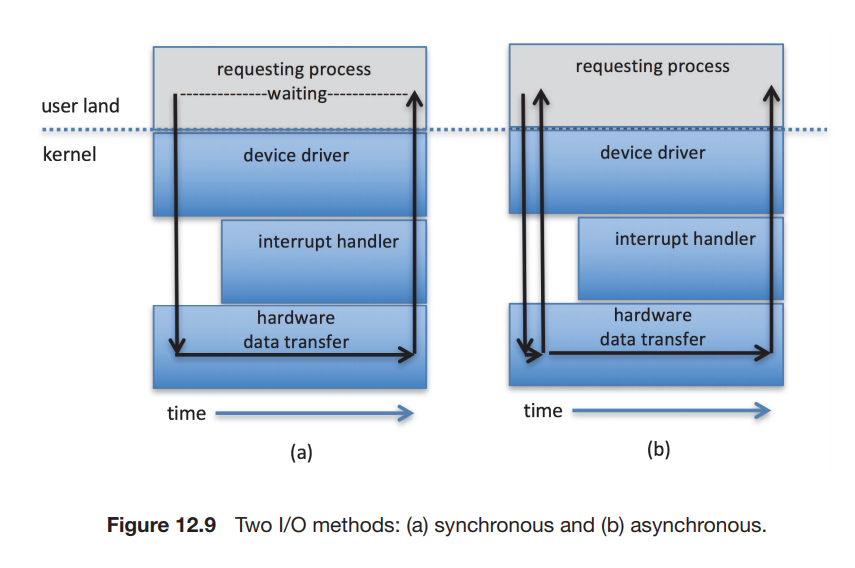 requesting process
waiting
user land
kernel
device driver
interrupt handler
hardware
data transfer
time
(a)
requesting process
device driver
interrupt handler
hardware
data transfer
time
(b)
Figure 12.9 Two I/O methods: (a) synchronous and (b) asynchronous.